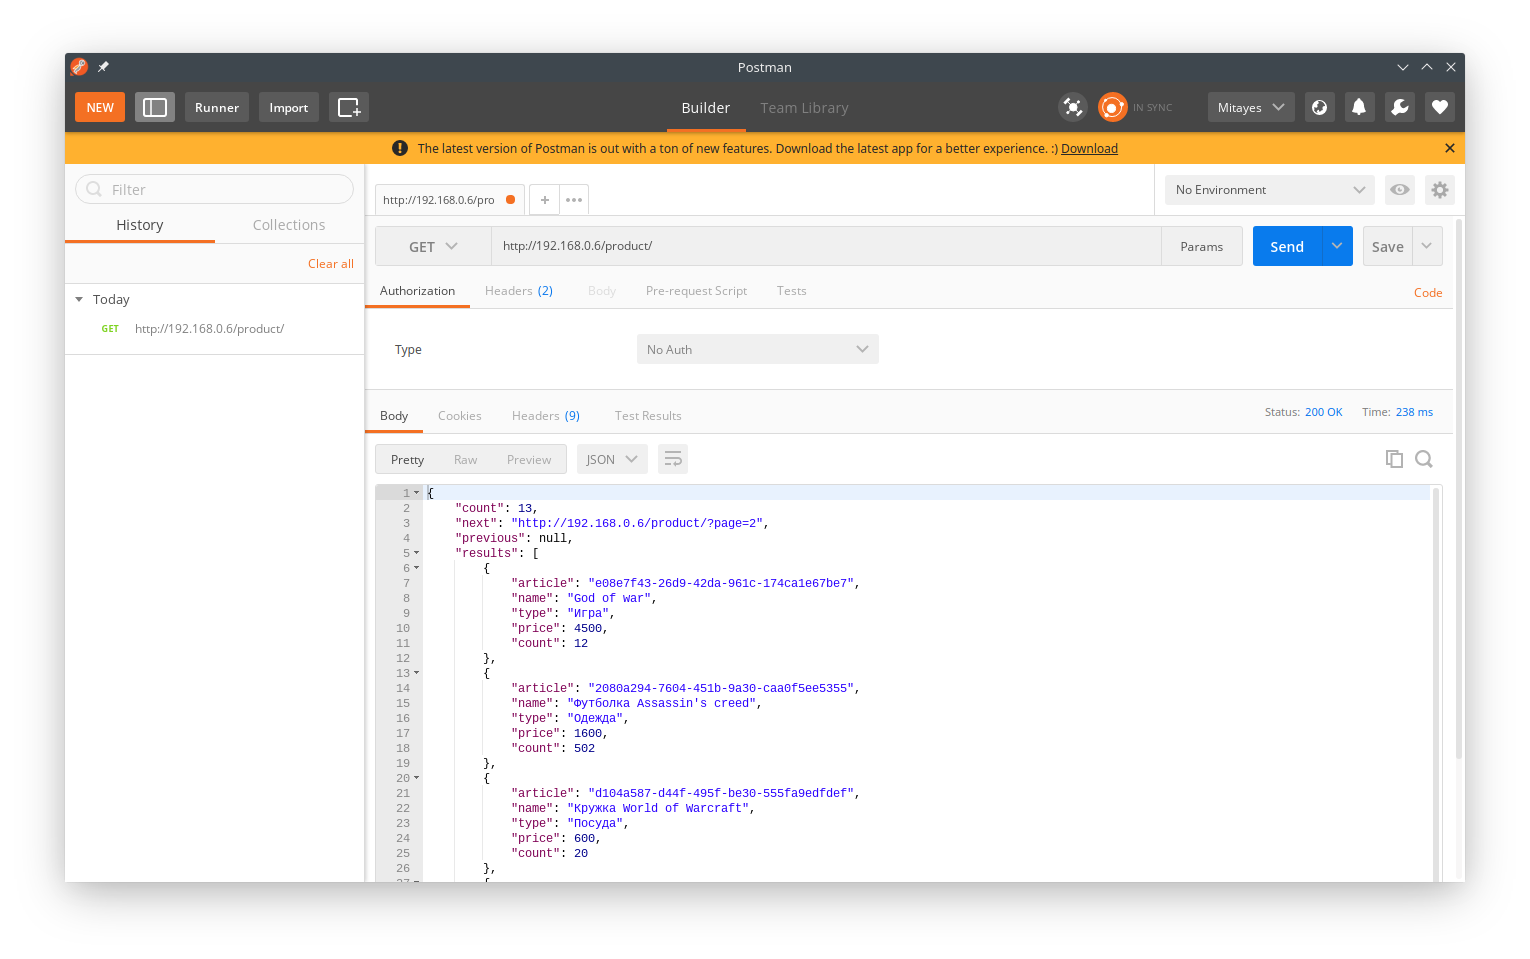 Postman
NEW Runner Import Builder Team Library IN SYNC Mitayes
The latest version of Postman is out with a ton of new features. Download the latest app for a better experience. :) Download
Filter
History Collections
Clear all
Today
GET http://192.168.0.6/product/
http://192.168.0.6/pro + •••
No Environment
GET http://192.168.0.6/product/ Params Send Save
Authorization Headers (2) Body Pre-request Script Tests Code
Type No Auth
Body Cookies Headers (9) Test Results Status: 200 OK Time: 238 ms
Pretty Raw Preview JSON
1 {
2 "count": 13,
3 "next": "http://192.168.0.6/product/?page=2",
4 "previous": null,
5 "results": [
6 {
7 "article": "e08e7f43-26d9-42da-961c-174ca1e67be7",
8 "name": "God of war",
9 "type": "Игра",
10 "price": 4500,
11 "count": 12
12 },
13 {
14 "article": "2080a294-7604-451b-9a30-caa0f5ee5355",
15 "name": "Футболка Assassin's creed",
16 "type": "Одежда",
17 "price": 1600,
18 "count": 502
19 },
20 {
21 "article": "d104a587-d44f-495f-be30-555fa9edfdef",
22 "name": "Кружка World of Warcraft",
23 "type": "Посуда",
24 "price": 600,
25 "count": 20
26 },
27 {